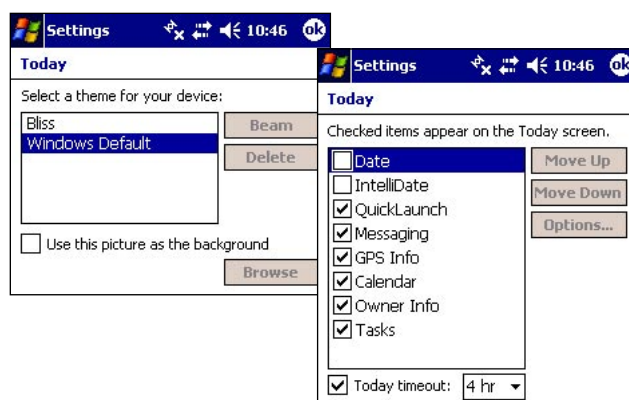 Settings 10:46 ok
Today
Select a theme for your device:
Bliss
Windows Default
Beam
Delete
Use this picture as the background
Browse
Settings 10:46 ok
Today
Checked items appear on the Today screen.
Date
IntelliDate
QuickLaunch
Messaging
GPS Info
Calendar
Owner Info
Tasks
Move Up
Move Down
Options...
Today timeout: 4 hr